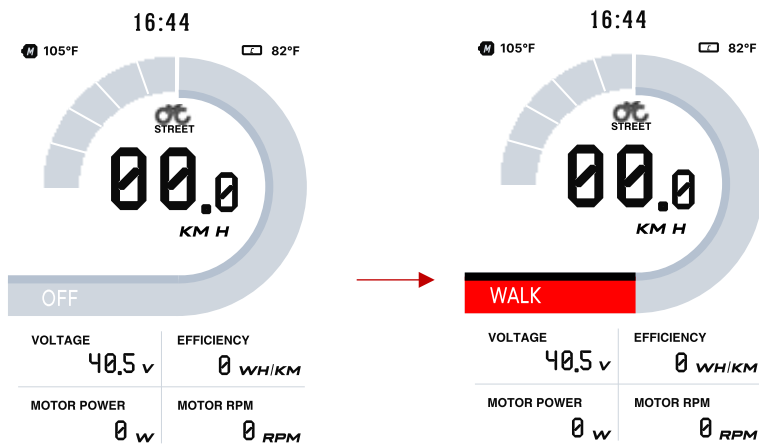 16:44
M 105°F
C 82°F
STREET
00.0
KM H
OFF
VOLTAGE
40.5 V
EFFICIENCY
0 WH/KM
MOTOR POWER
0 W
MOTOR RPM
0 RPM
16:44
M 105°F
C 82°F
STREET
00.0
KM H
WALK
VOLTAGE
40.5 V
EFFICIENCY
0 WH/KM
MOTOR POWER
0 W
MOTOR RPM
0 RPM